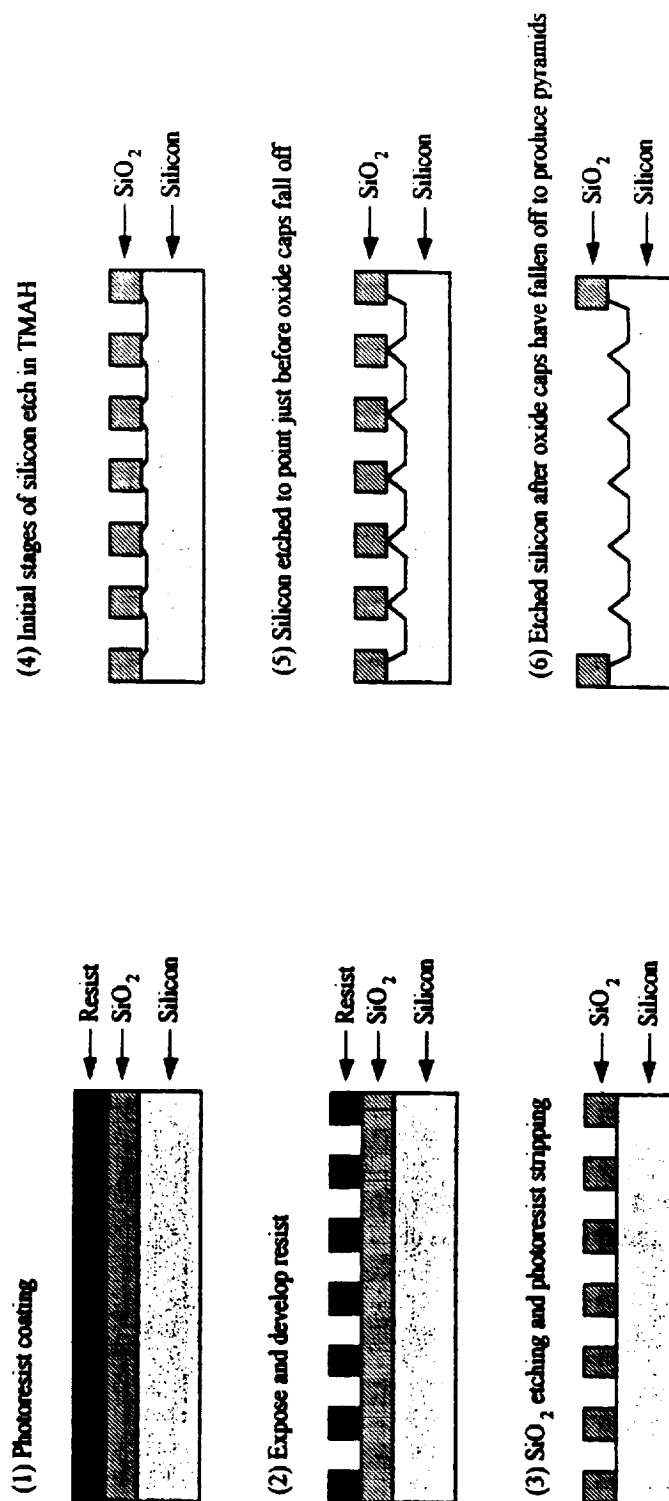 (1) Photoresist coating
Resist
SiO2
Silicon
(2) Expose and develop resist
Resist
SiO2
Silicon
(3) SiO2 etching and photoresist stripping
SiO2
Silicon
(4) Initial stages of silicon etch in TMAH
SiO2
Silicon
(5) Silicon etched to point just before oxide caps fall off
SiO2
Silicon
(6) Etched silicon after oxide caps have fallen off to produce pyramids
SiO2
Silicon